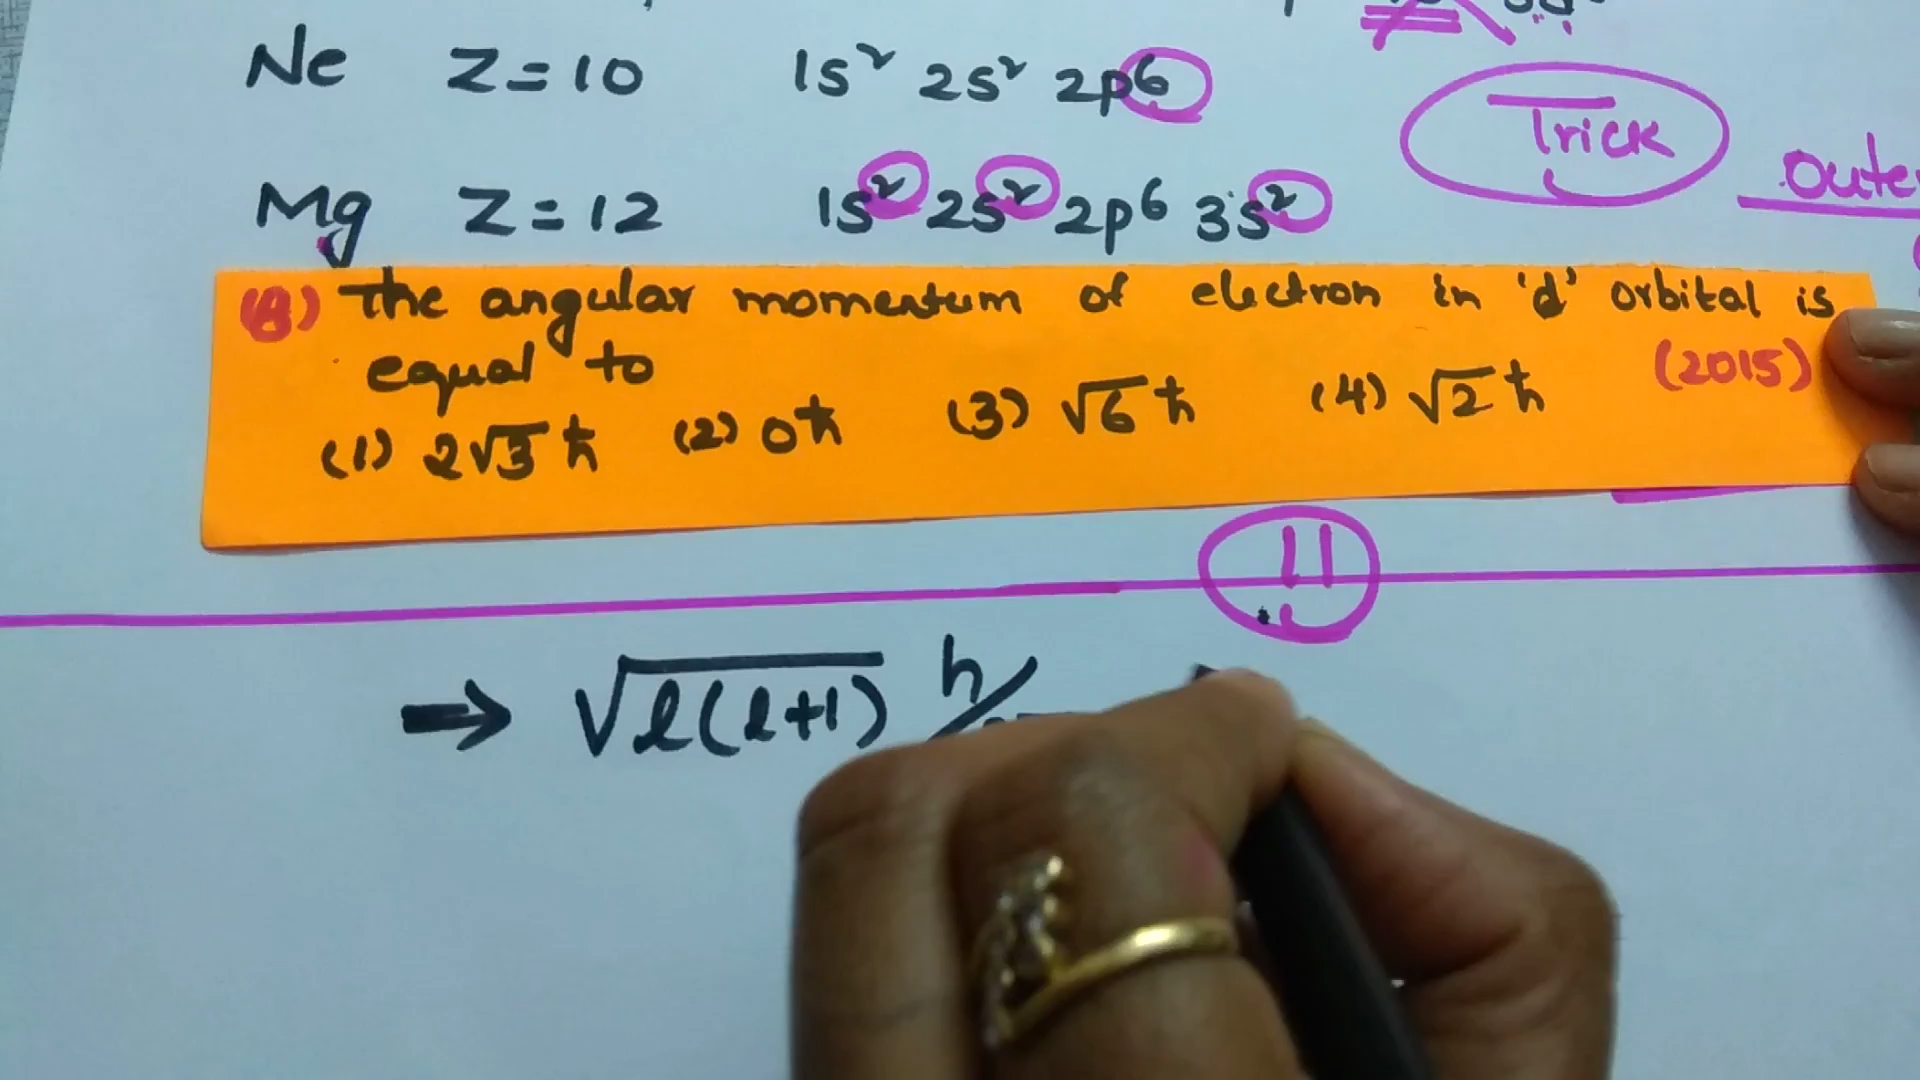 Ne Z=10 1s² 2s² 2p6
Trick
Mg Z=12 1s² 2s² 2p6 3s²
(8) The angular momentum of electron in 'd' orbital is
equal to (2015)
(1) 2√3 ħ (2) 0ħ (3) √6 ħ (4) √2 ħ
11
→ √l(l+1) h/